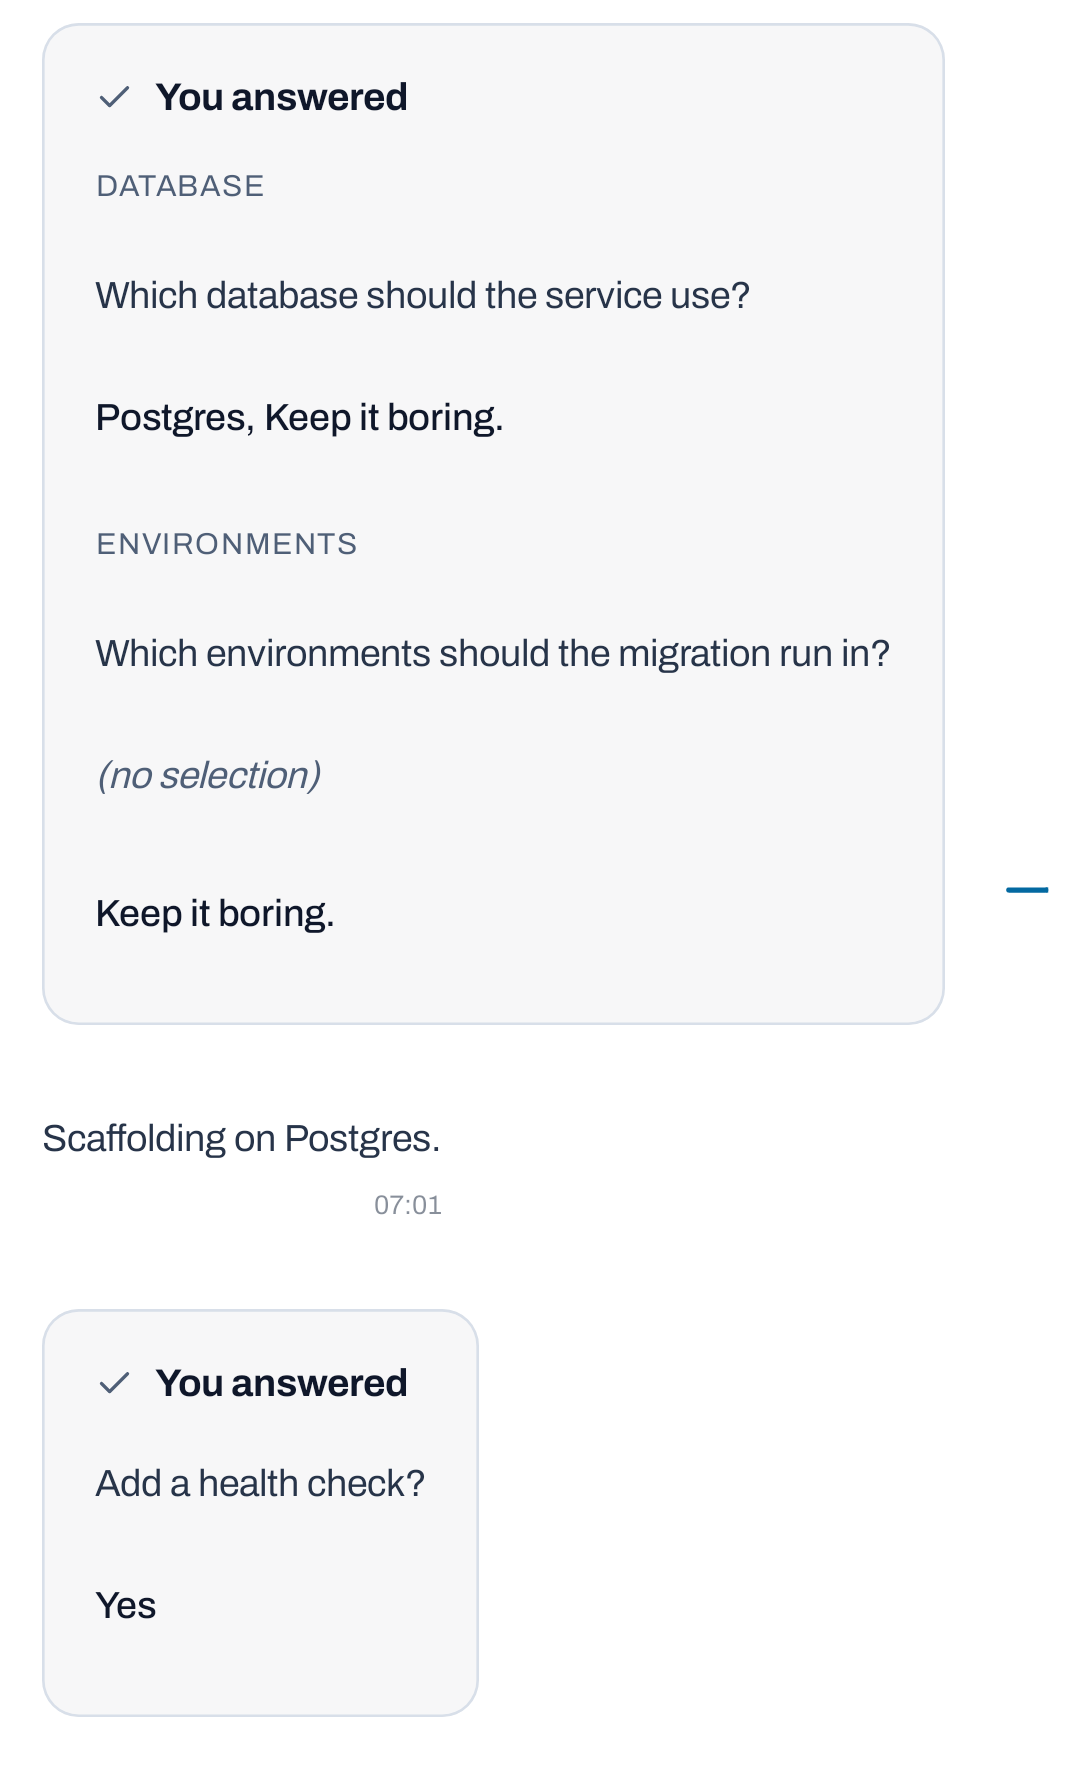 You answered
DATABASE
Which database should the service use?
Postgres, Keep it boring.
ENVIRONMENTS
Which environments should the migration run in?
(no selection)
Keep it boring.
Scaffolding on Postgres.
07:01
You answered
Add a health check?
Yes